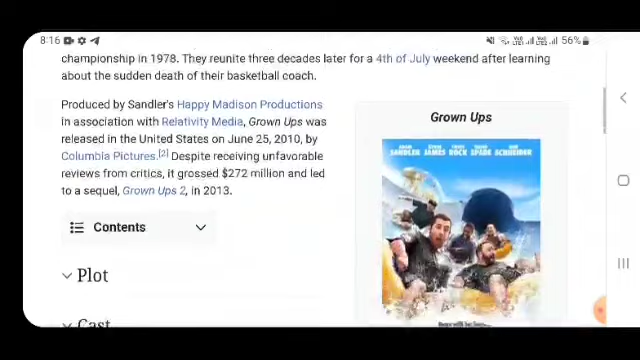 8:16
56%
championship in 1978. They reunite three decades later for a 4th of July weekend after learning
about the sudden death of their basketball coach.
Produced by Sandler's Happy Madison Productions
in association with Relativity Media, Grown Ups was
released in the United States on June 25, 2010, by
Columbia Pictures.[2] Despite receiving unfavorable
reviews from critics, it grossed $272 million and led
to a sequel, Grown Ups 2, in 2013.
Contents
Plot
Cast
Grown Ups
SANDLER JAMES ROCK SPADE SCHNEIDER